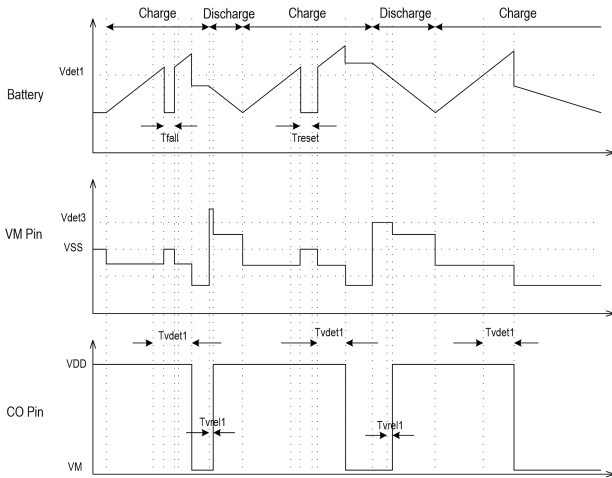 Charge
Discharge
Charge
Discharge
Charge
Vdet1
Battery
Tfall
Treset
Vdet3
VM Pin
VSS
Tvdet1
Tvdet1
Tvdet1
VDD
CO Pin
Tvrel1
Tvrel1
VM